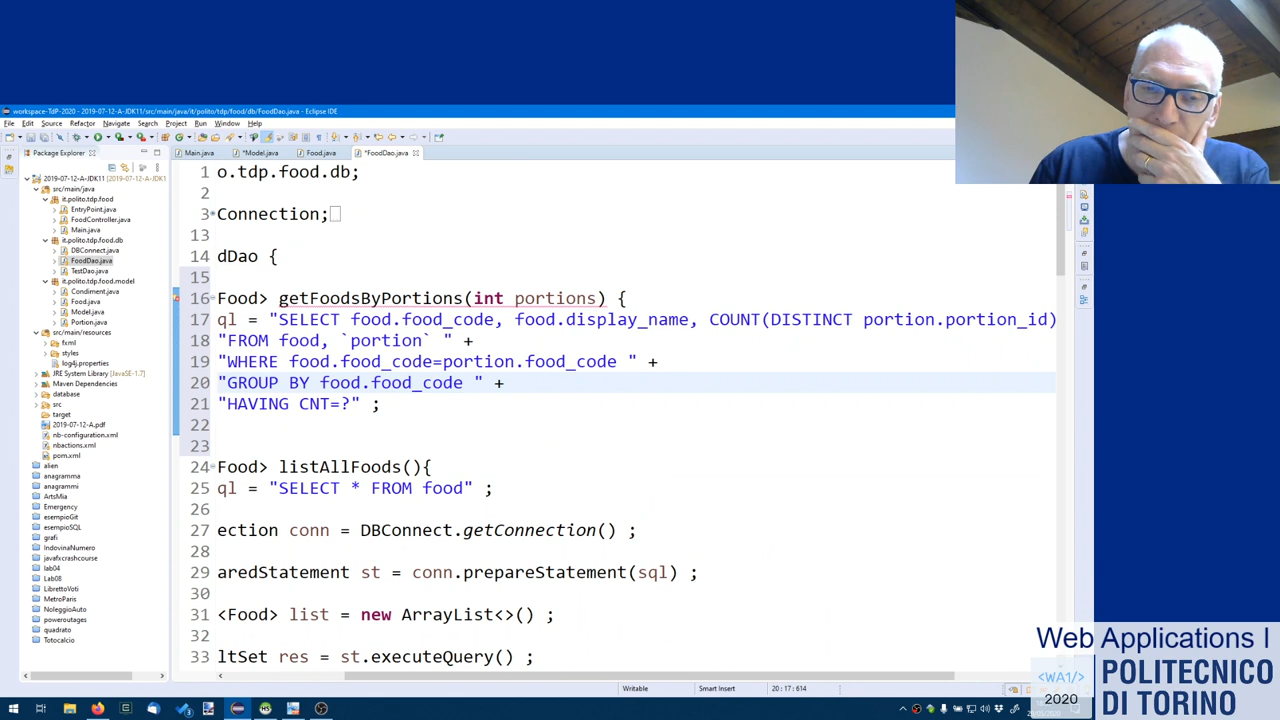 workspace-TdP-2020 - 2019-07-12-A-JDK11/src/main/java/it/polito/tdp/food/db/FoodDao.java - Eclipse IDE
File Edit Source Refactor Navigate Search Project Run Window Help
Package Explorer
Main.java
*Model.java
Food.java
*FoodDao.java
2019-07-12-A-JDK11
src/main/java
it.polito.tdp.food
EntryPoint.java
FoodController.java
Main.java
it.polito.tdp.food.db
DBConnect.java
FoodDao.java
TestDao.java
it.polito.tdp.food.model
Condiment.java
Food.java
Model.java
Portion.java
src/main/resources
fxml
styles
log4j.properties
JRE System Library [JavaSE-1.7]
Maven Dependencies
database
src
target
2019-07-12-A.pdf
nb-configuration.xml
nbactions.xml
pom.xml
alien
anagramma
anagrammi
ArtsMia
Emergency
esempioGit
esempioSQL
grafi
IndovinaNumero
javafxcrashcourse
lab04
Lab08
LibrettoVoti
MetroParis
NoleggioAuto
poweroutages
quadrato
Totocalcio
1 o.tdp.food.db;
2
3 Connection;
13
14 dDao {
15
16 Food> getFoodsByPortions(int portions) {
17 ql = "SELECT food.food_code, food.display_name, COUNT(DISTINCT portion.portion_id)
18 "FROM food, `portion` " +
19 "WHERE food.food_code=portion.food_code " +
20 "GROUP BY food.food_code " +
21 "HAVING CNT=?" ;
22
23
24 Food> listAllFoods(){
25 ql = "SELECT * FROM food" ;
26
27 ection conn = DBConnect.getConnection() ;
28
29 aredStatement st = conn.prepareStatement(sql) ;
30
31 <Food> list = new ArrayList<>() ;
32
33 ltSet res = st.executeQuery() ;
Writable
Smart Insert
20 : 17 : 614
Web Applications I
<WA1/>
2020
POLITECNICO
DI TORINO